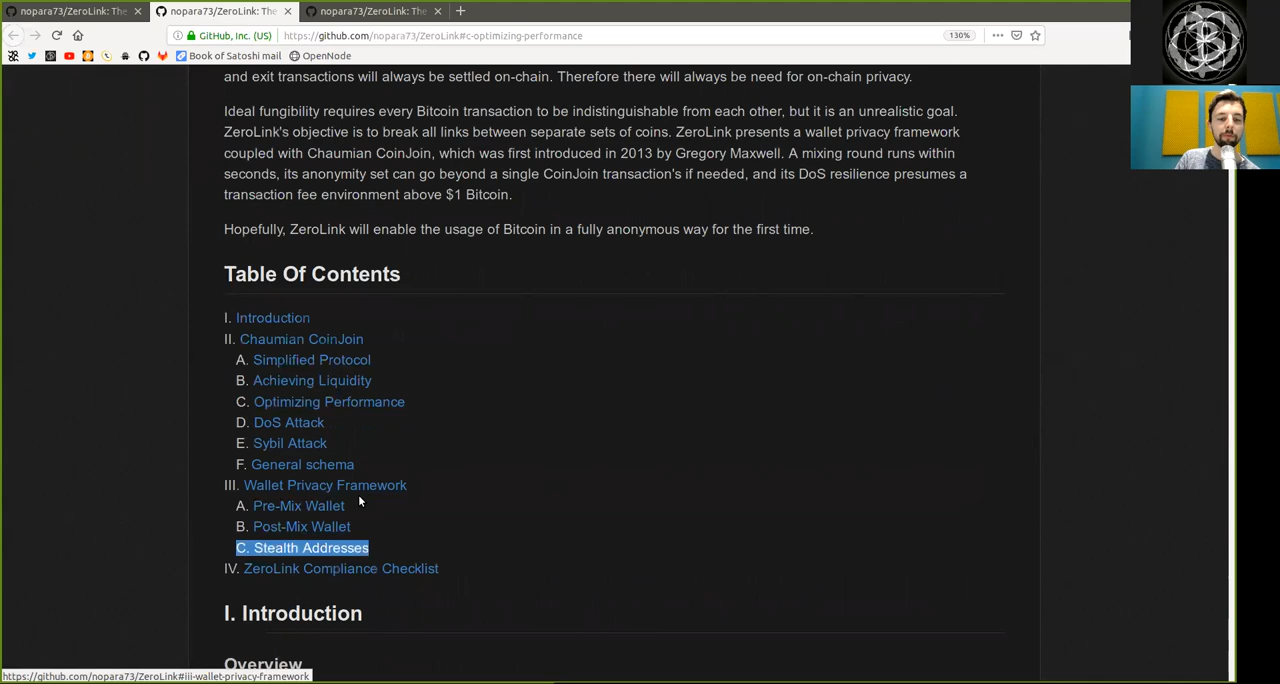 nopara73/ZeroLink: The
nopara73/ZeroLink: The
nopara73/ZeroLink: The
GitHub, Inc. (US)
https://github.com/nopara73/ZeroLink#c-optimizing-performance
130%
Book of Satoshi mail
OpenNode
and exit transactions will always be settled on-chain. Therefore there will always be need for on-chain privacy.
Ideal fungibility requires every Bitcoin transaction to be indistinguishable from each other, but it is an unrealistic goal.
ZeroLink's objective is to break all links between separate sets of coins. ZeroLink presents a wallet privacy framework
coupled with Chaumian CoinJoin, which was first introduced in 2013 by Gregory Maxwell. A mixing round runs within
seconds, its anonymity set can go beyond a single CoinJoin transaction's if needed, and its DoS resilience presumes a
transaction fee environment above $1 Bitcoin.
Hopefully, ZeroLink will enable the usage of Bitcoin in a fully anonymous way for the first time.
Table Of Contents
I. Introduction
II. Chaumian CoinJoin
A. Simplified Protocol
B. Achieving Liquidity
C. Optimizing Performance
D. DoS Attack
E. Sybil Attack
F. General schema
III. Wallet Privacy Framework
A. Pre-Mix Wallet
B. Post-Mix Wallet
C. Stealth Addresses
IV. ZeroLink Compliance Checklist
I. Introduction
Overview
https://github.com/nopara73/ZeroLink#iii-wallet-privacy-framework